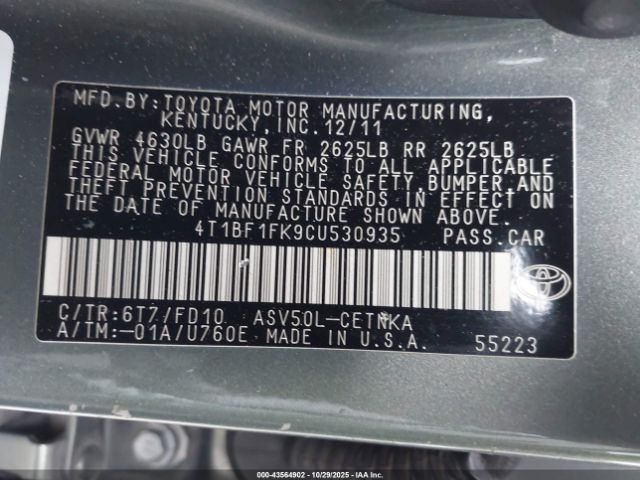 MFD. BY: TOYOTA MOTOR MANUFACTURING,
KENTUCKY, INC. 12/11
GVWR 4630LB GAWR FR 2625LB RR 2625LB
THIS VEHICLE CONFORMS TO ALL APPLICABLE
FEDERAL MOTOR VEHICLE SAFETY, BUMPER, AND
THEFT PREVENTION STANDARDS IN EFFECT ON
THE DATE OF MANUFACTURE SHOWN ABOVE.
4T1BF1FK9CU530935 PASS. CAR
C/TR: 6T7/FD10 ASV50L-CETNKA
A/TM: -01A/U760E MADE IN U.S.A. 55223
000-43564902 10/29/2025 IAA